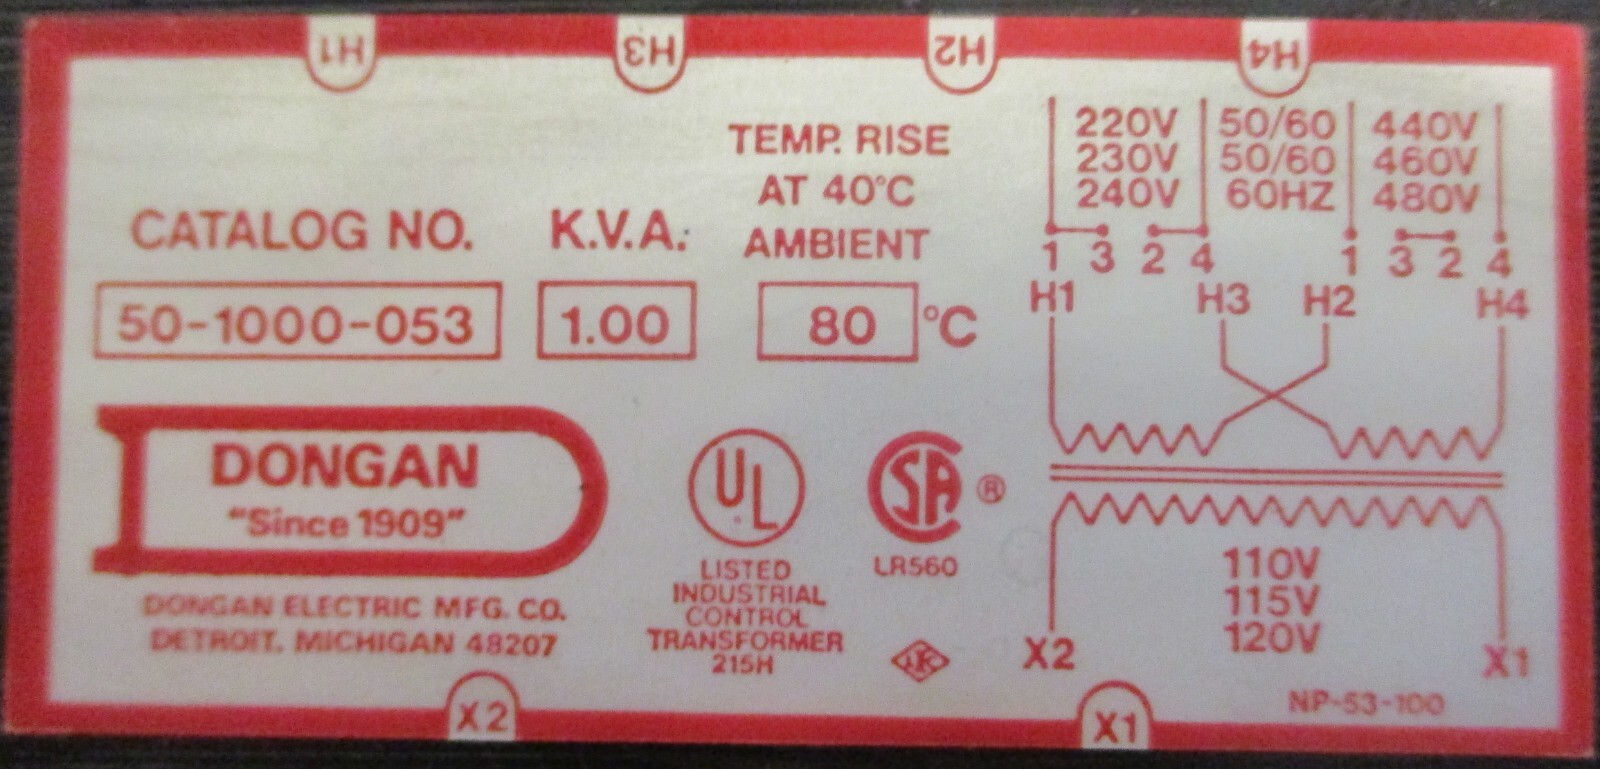 H1 H3 H2 H4
CATALOG NO.
50-1000-053
K.V.A.
1.00
TEMP. RISE
AT 40°C
AMBIENT
80 °C
220V 50/60 440V
230V 50/60 460V
240V 60HZ 480V
1 3 2 4 1 3 2 4
H1 H3 H2 H4
DONGAN
"Since 1909"
DONGAN ELECTRIC MFG. CO.
DETROIT. MICHIGAN 48207
UL
LISTED
INDUSTRIAL
CONTROL
TRANSFORMER
215H
SA ®
LR560
110V
115V
120V
X2 X1
NP-53-100
X2 X1